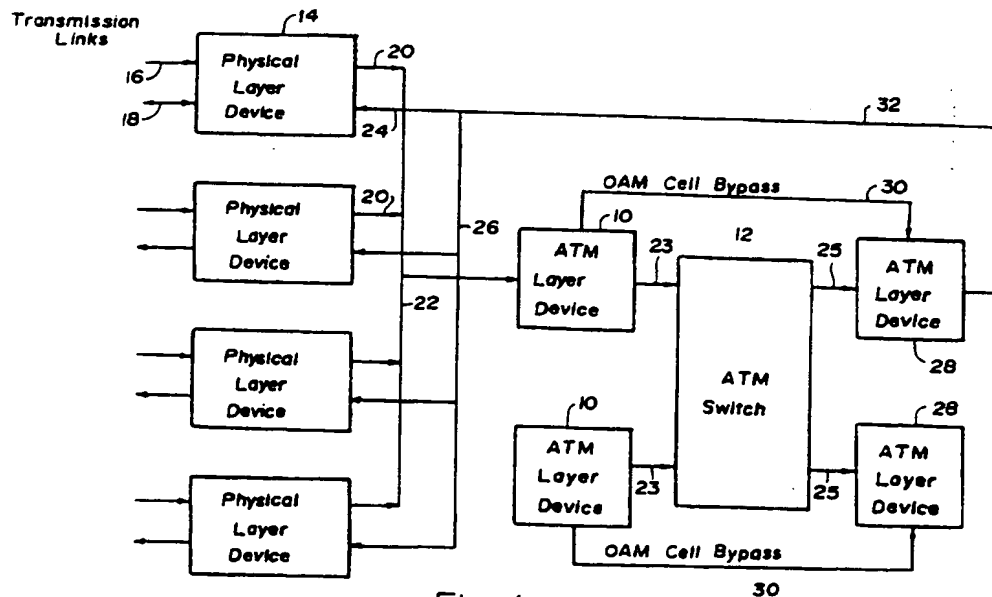 Transmission
Links
14
Physical
Layer
Device
16
18
20
24
32
Physical
Layer
Device
20
26
22
OAM Cell Bypass
30
10
ATM
Layer
Device
23
12
ATM
Switch
25
ATM
Layer
Device
28
Physical
Layer
Device
10
ATM
Layer
Device
23
25
28
ATM
Layer
Device
Physical
Layer
Device
OAM Cell Bypass
30